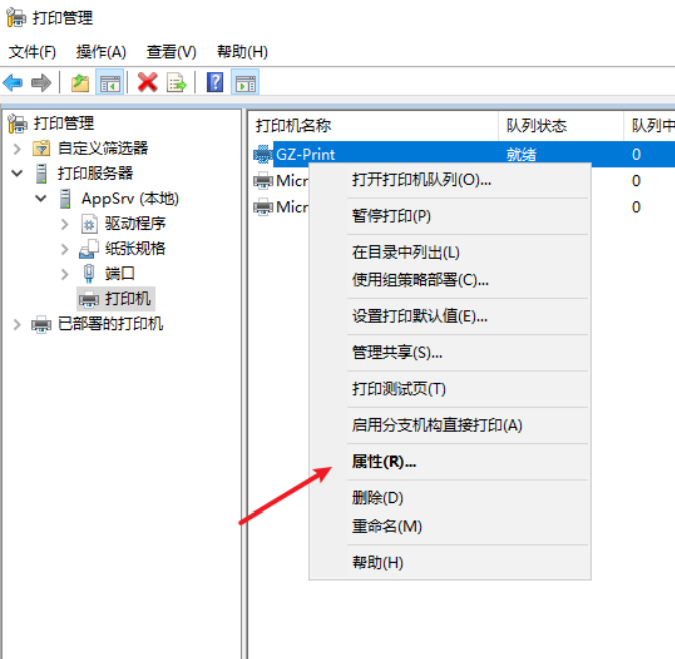 打印管理
文件(F) 操作(A) 查看(V) 帮助(H)
打印管理
自定义筛选器
打印服务器
AppSrv (本地)
驱动程序
纸张规格
端口
打印机
已部署的打印机
打印机名称 队列状态 队列中
GZ-Print 就绪 0
Micr 0
Micr 0
打开打印机队列(O)...
暂停打印(P)
在目录中列出(L)
使用组策略部署(C)...
设置打印默认值(E)...
管理共享(S)...
打印测试页(T)
启用分支机构直接打印(A)
属性(R)...
删除(D)
重命名(M)
帮助(H)